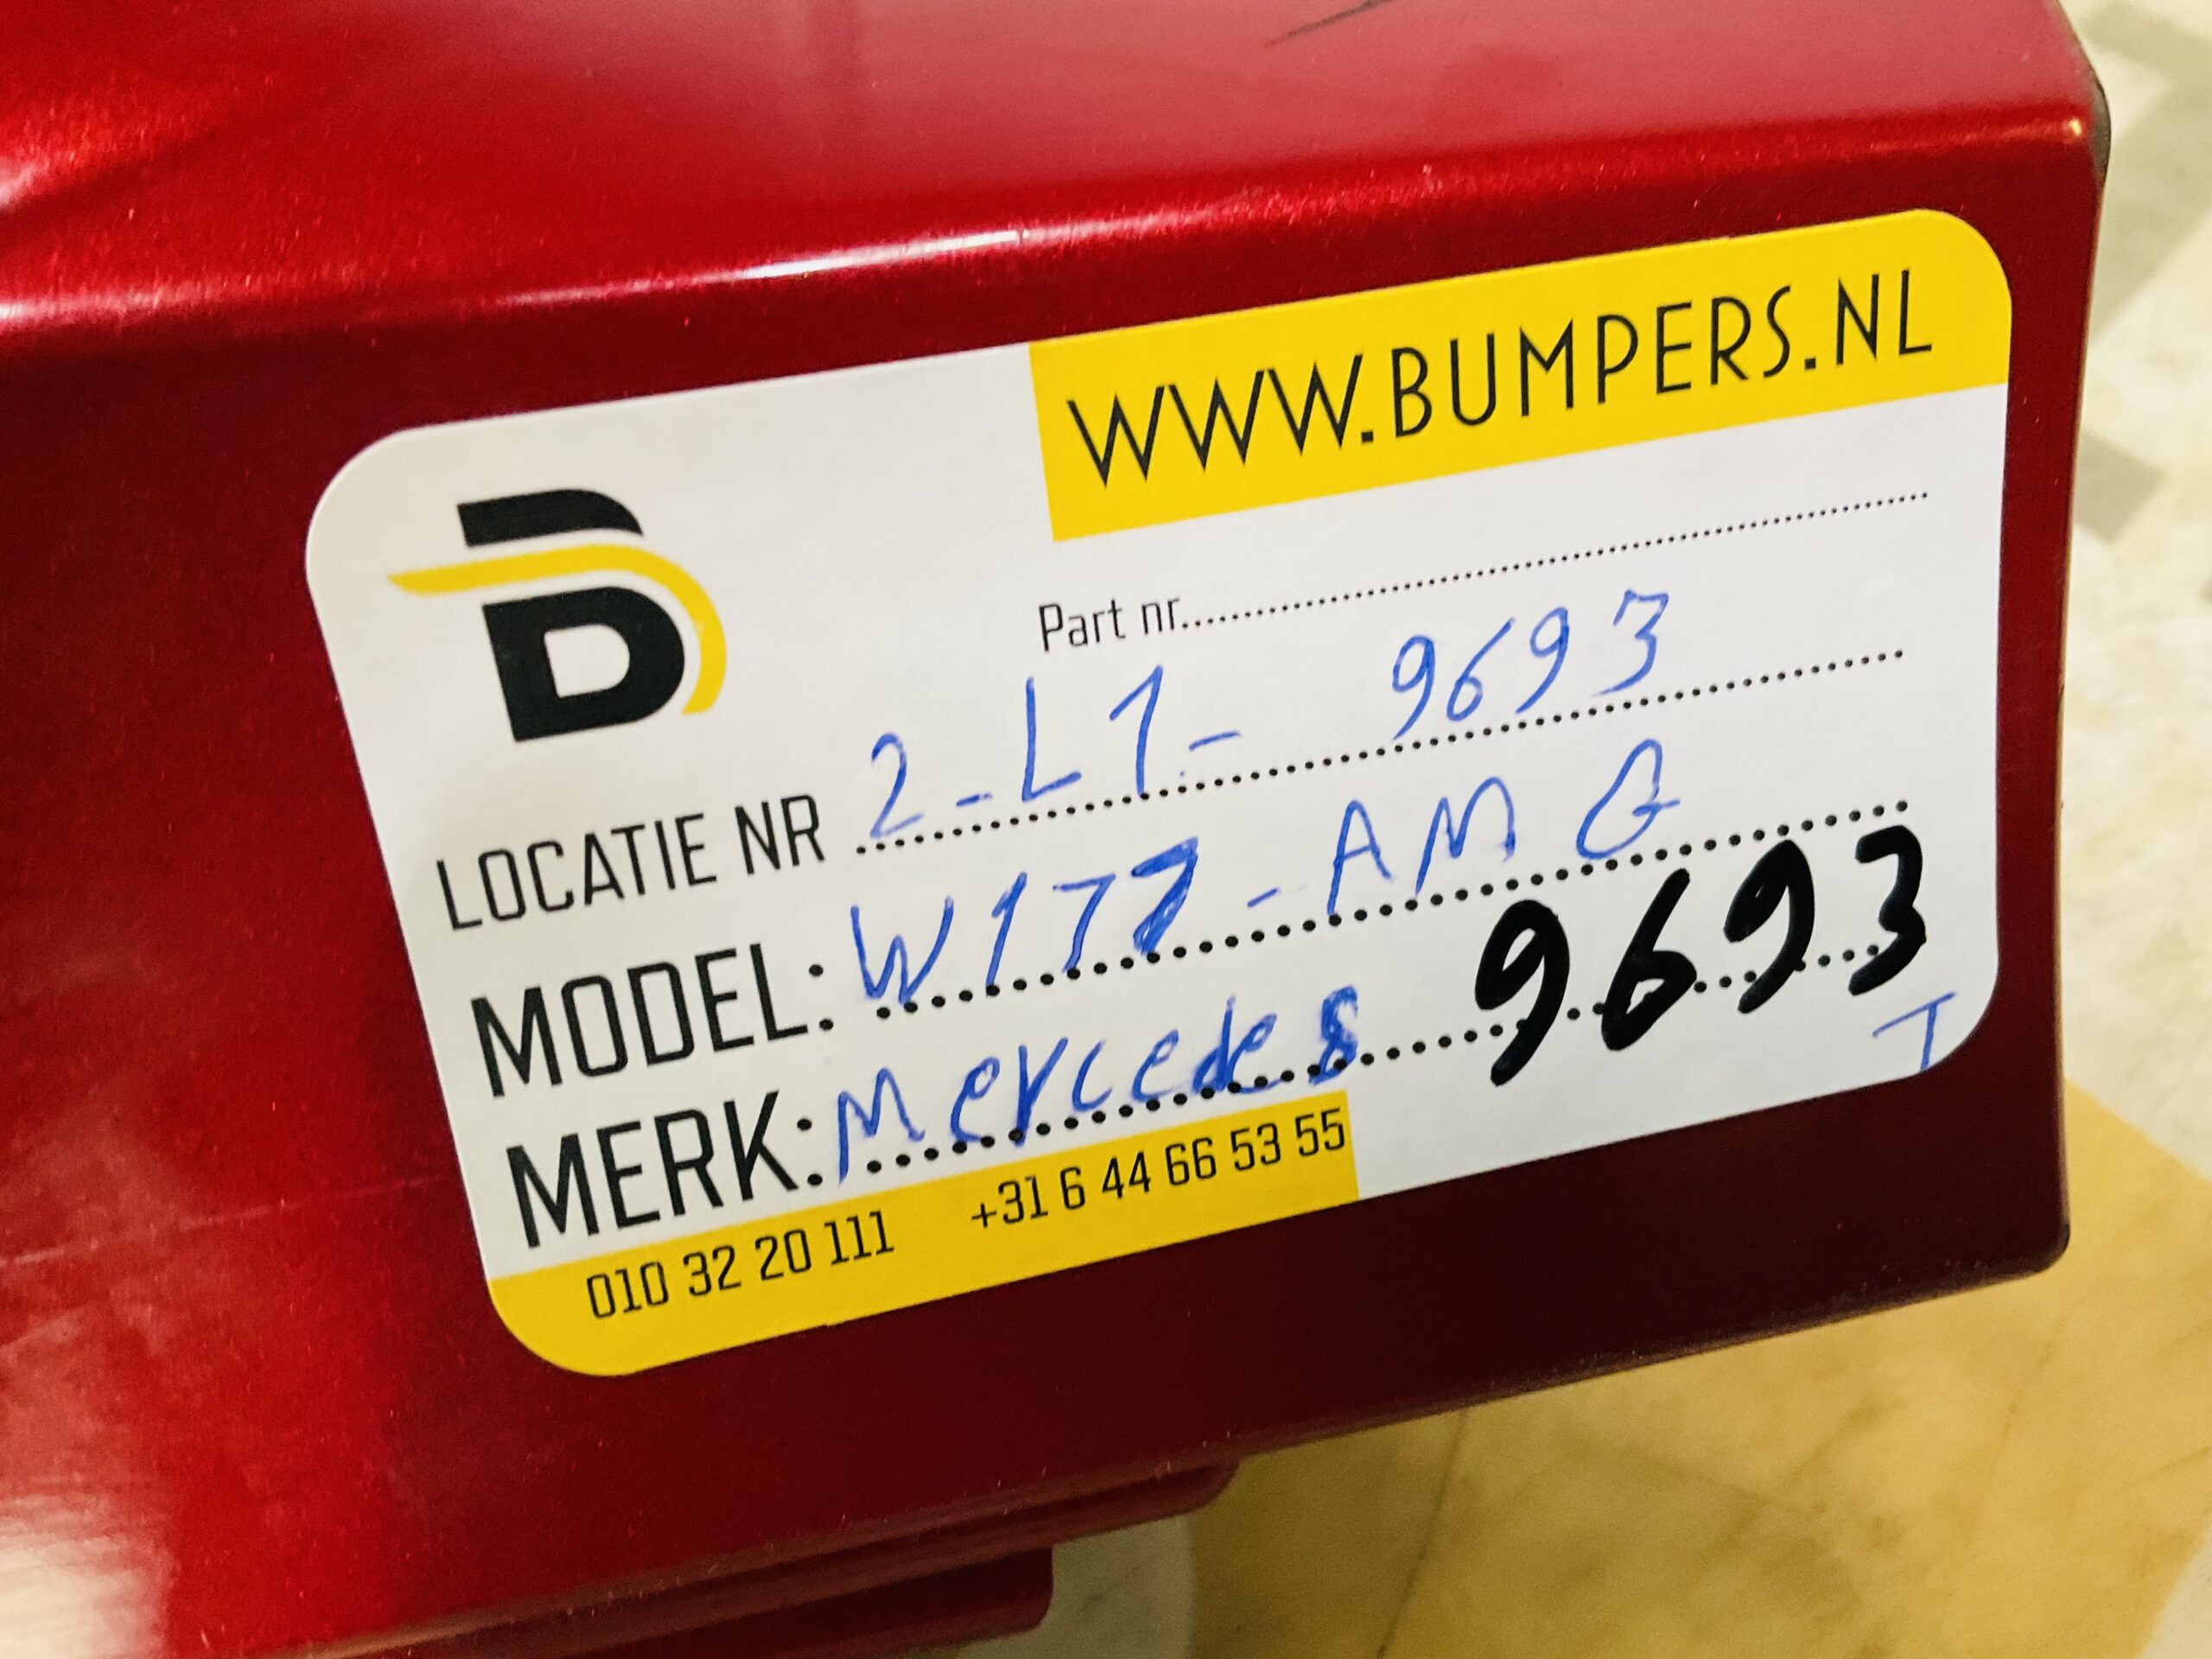 WWW.BUMPERS.NL
B
Part nr.
LOCATIE NR 2-L1- 9693
MODEL: W177-AMG
MERK: Mercedes 9693
T
010 32 20 111 +31 6 44 66 53 55